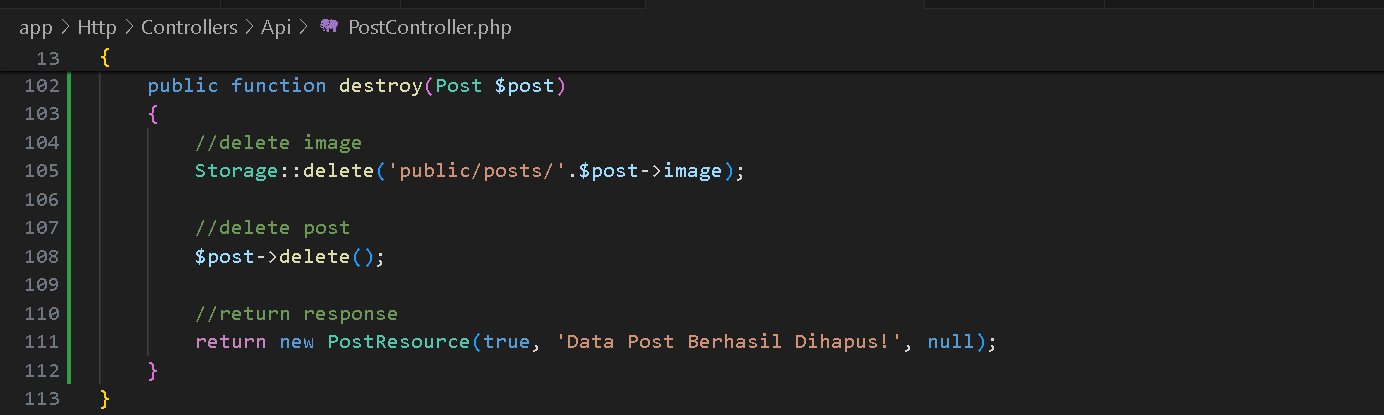 app > Http > Controllers > Api > PostController.php
13 {
102 public function destroy(Post $post)
103 {
104 //delete image
105 Storage::delete('public/posts/'.$post->image);
106
107 //delete post
108 $post->delete();
109
110 //return response
111 return new PostResource(true, 'Data Post Berhasil Dihapus!', null);
112 }
113 }